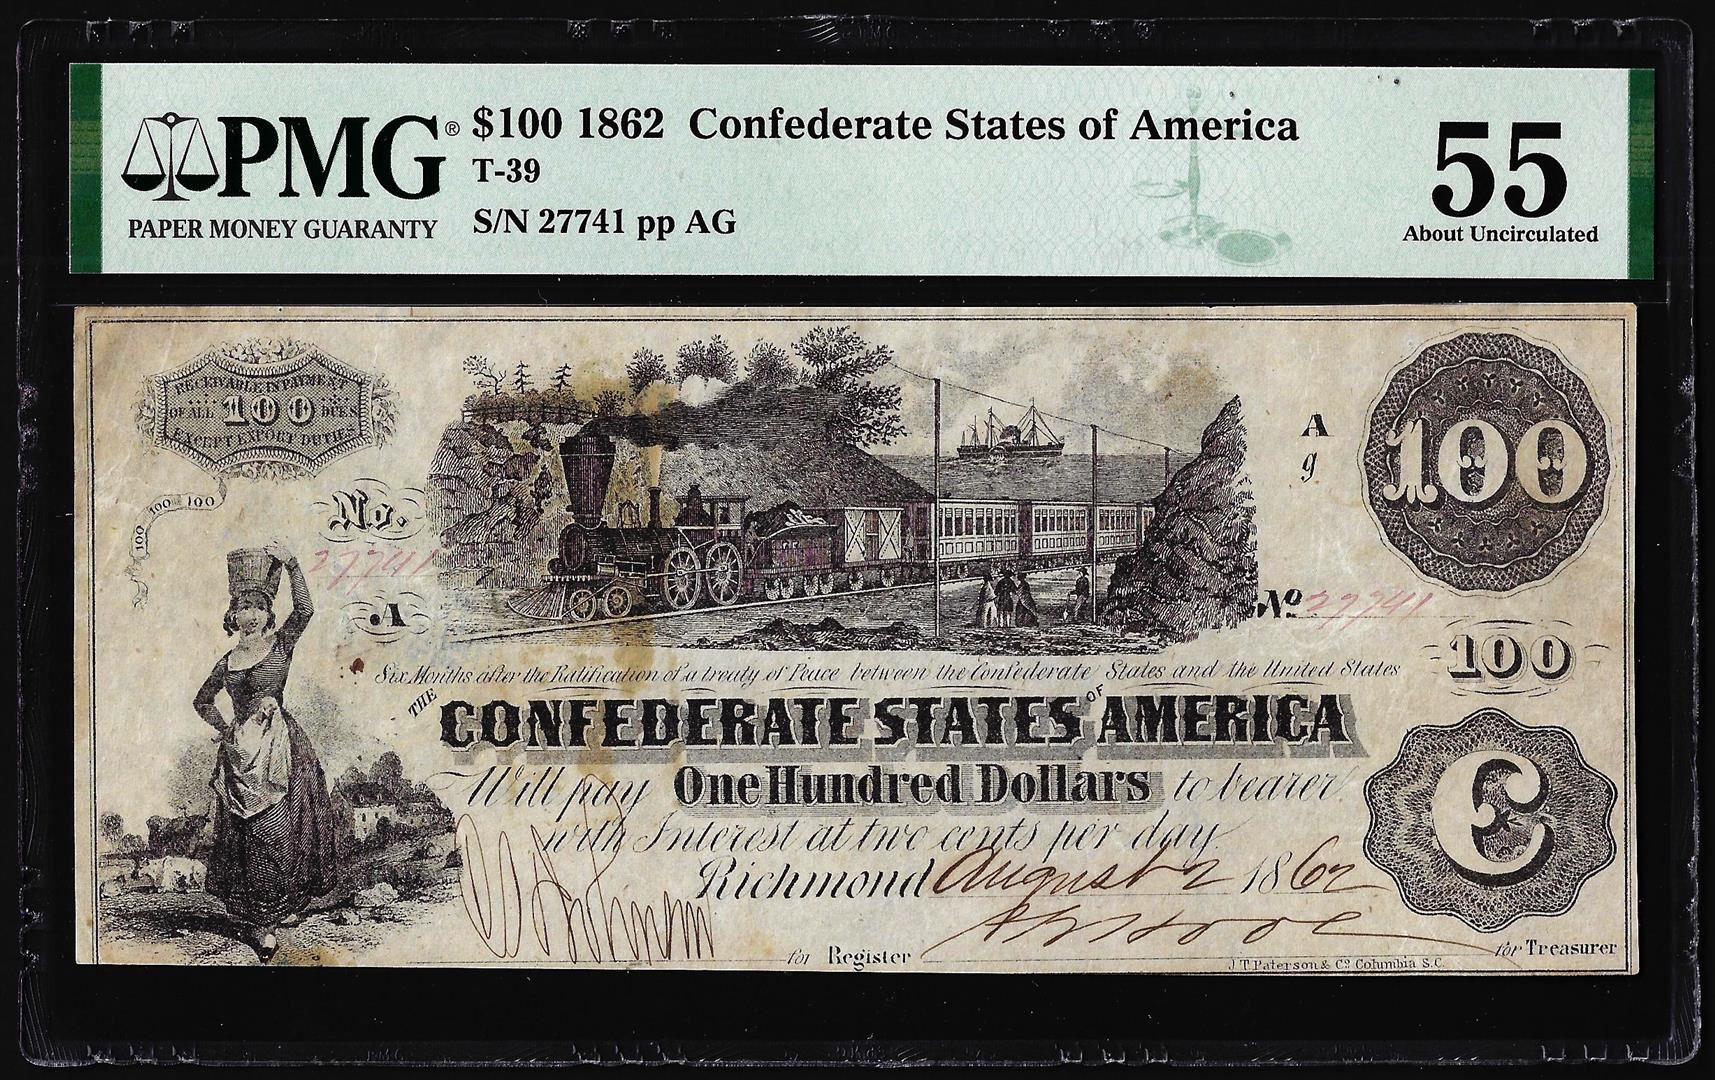 PMG® $100 1862 Confederate States of America
T-39
PAPER MONEY GUARANTY
S/N 27741 pp AG
55
About Uncirculated
RECEIVABLE IN PAYMENT
OF ALL 100 DUES
EXCEPT EXPORT DUTIES
100 100 100
No.
27741
A
A
g
100
No 27741
100
Six Months after the Ratification of a treaty of Peace between the Confederate States and the United States
THE CONFEDERATE STATES OF AMERICA
Will pay One Hundred Dollars to bearer
with Interest at two cents per day.
Richmond August 2 1862
C
for Register
for Treasurer
J T Paterson & Co Columbia S.C.